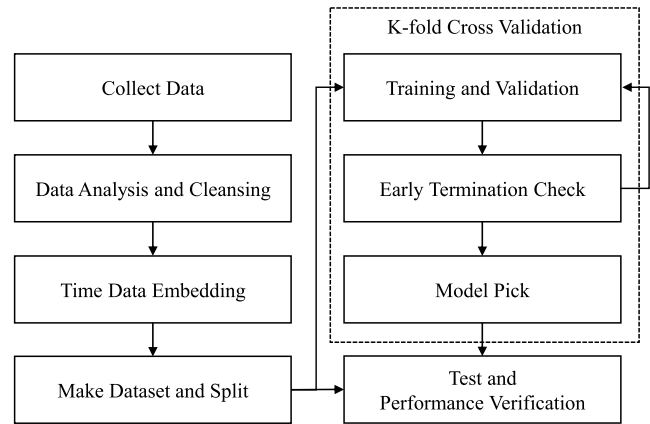 Collect Data
Data Analysis and Cleansing
Time Data Embedding
Make Dataset and Split
K-fold Cross Validation
Training and Validation
Early Termination Check
Model Pick
Test and
Performance Verification